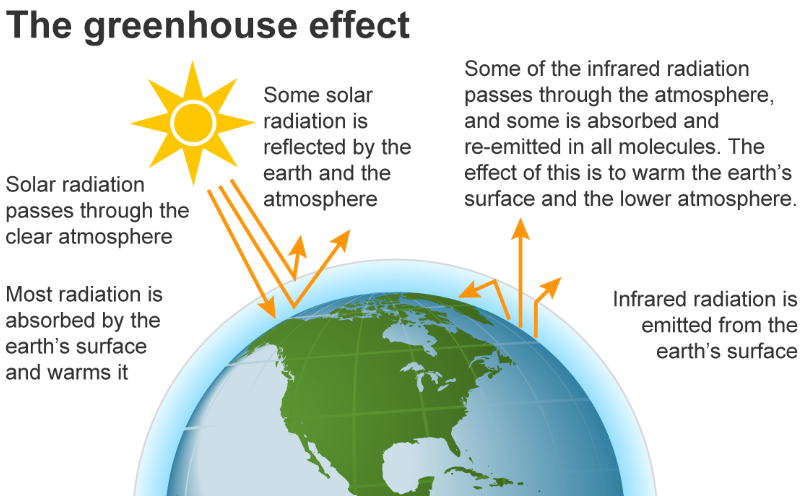 The greenhouse effect
Some solar
radiation is
reflected by the
earth and the
atmosphere
Some of the infrared radiation
passes through the atmosphere,
and some is absorbed and
re-emitted in all molecules. The
effect of this is to warm the earth's
surface and the lower atmosphere.
Solar radiation
passes through the
clear atmosphere
Most radiation is
absorbed by the
earth's surface
and warms it
Infrared radiation is
emitted from the
earth's surface